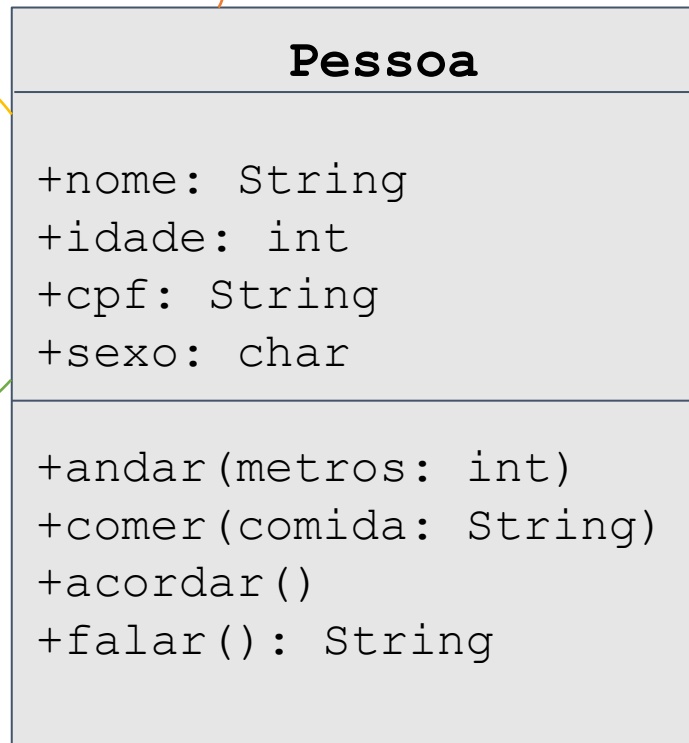 Pessoa
+nome: String
+idade: int
+cpf: String
+sexo: char
+andar(metros: int)
+comer(comida: String)
+acordar()
+falar(): String